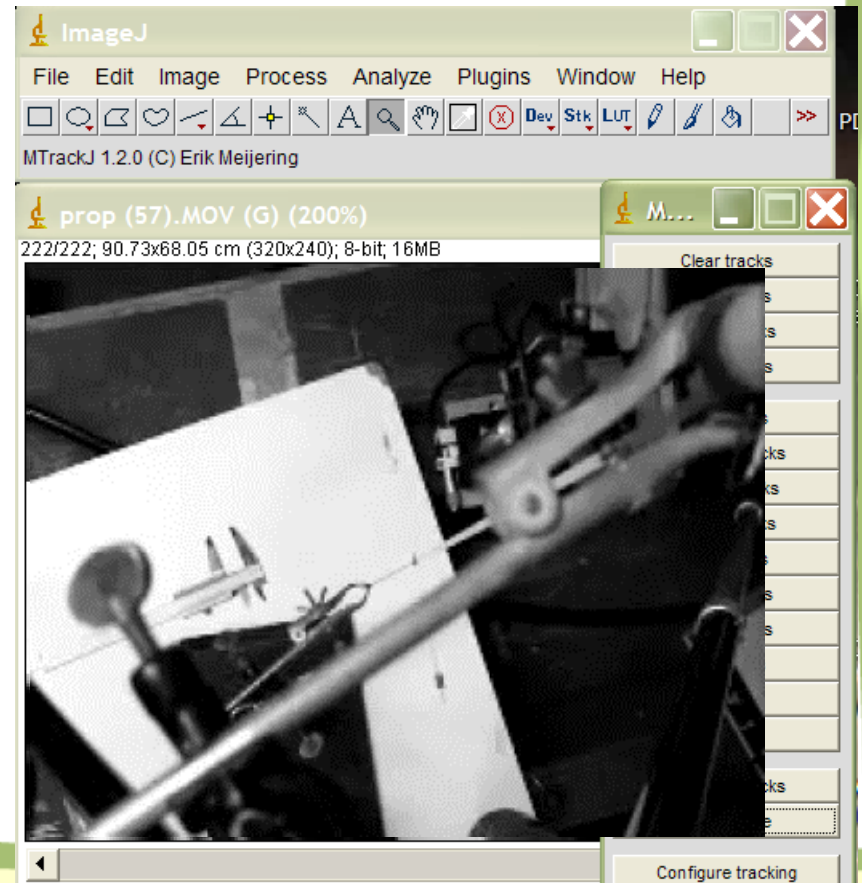 ImageJ
File Edit Image Process Analyze Plugins Window Help
A Dev Stk LUT >>
MTrackJ 1.2.0 (C) Erik Meijering
prop (57).MOV (G) (200%)
222/222; 90.73x68.05 cm (320x240); 8-bit; 16MB
M...
Clear tracks
Configure tracking